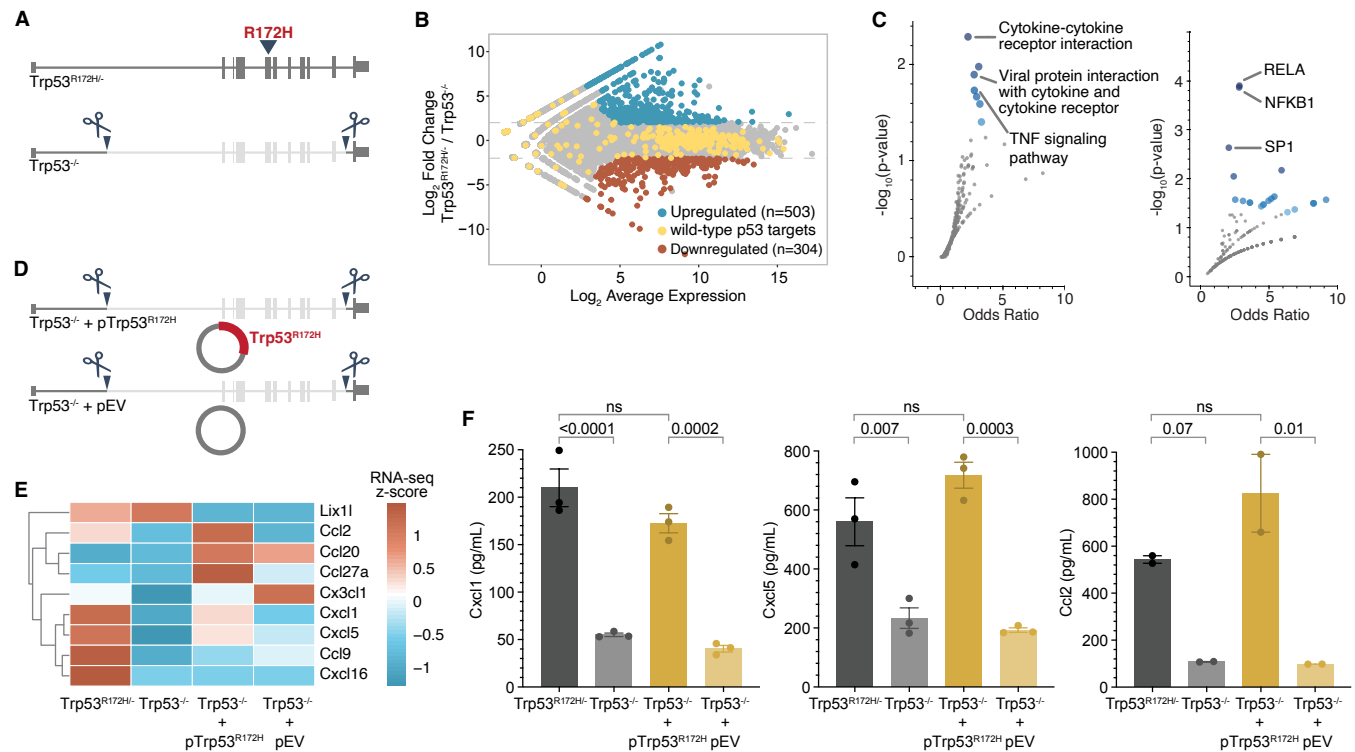 A
R172H
Trp53R172H/-
Trp53-/-
B
Log2 Fold Change
Trp53R172H/- / Trp53-/-
10
5
0
−5
−10
0
5
10
15
Log2 Average Expression
Upregulated (n=503)
wild-type p53 targets
Downregulated (n=304)
C
-log10(p-value)
2
1
0
0
5
10
Odds Ratio
Cytokine-cytokine
receptor interaction
Viral protein interaction
with cytokine and
cytokine receptor
TNF signaling
pathway
-log10(p-value)
5
4
3
2
1
0
0
5
10
Odds Ratio
RELA
NFKB1
SP1
D
Trp53-/- + pTrp53R172H
Trp53R172H
Trp53-/- + pEV
E
RNA-seq
z-score
1
0.5
0
−0.5
−1
Lix1l
Ccl2
Ccl20
Ccl27a
Cx3cl1
Cxcl1
Cxcl5
Ccl9
Cxcl16
Trp53R172H/-
Trp53-/-
Trp53-/-
+
pTrp53R172H
Trp53-/-
+
pEV
F
ns
<0.0001
0.0002
Cxcl1 (pg/mL)
250
200
150
100
50
0
Trp53R172H/-
Trp53-/-
Trp53-/-
+
pTrp53R172H
Trp53-/-
+
pEV
ns
0.007
0.0003
Cxcl5 (pg/mL)
800
600
400
200
0
Trp53R172H/-
Trp53-/-
Trp53-/-
+
pTrp53R172H
Trp53-/-
+
pEV
ns
0.07
0.01
Ccl2 (pg/mL)
1000
800
600
400
200
0
Trp53R172H/-
Trp53-/-
Trp53-/-
+
pTrp53R172H
Trp53-/-
+
pEV